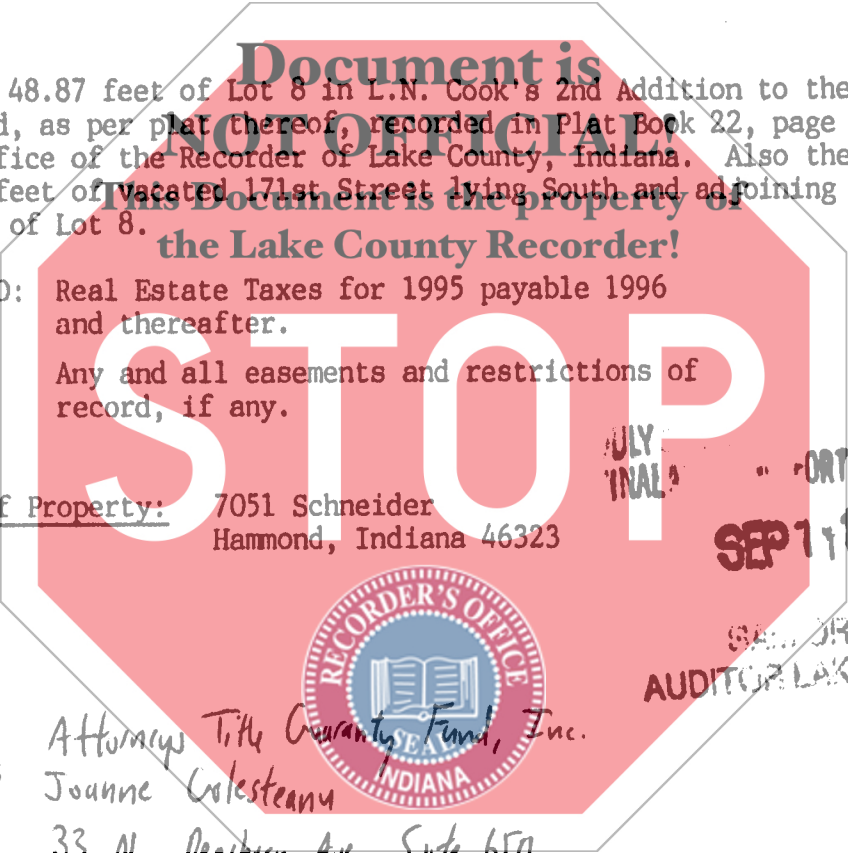 Document is
48.87 feet of Lot 8 in L.N. Cook's 2nd Addition to the
as per plat thereof, recorded in Plat Book 22, page
NOT OFFICIAL!
fice of the Recorder of Lake County, Indiana. Also the
feet of vacated 171st Street lying South and adjoining
This Document is the property of
of Lot 8.
the Lake County Recorder!
O: Real Estate Taxes for 1995 payable 1996
and thereafter.
STOP
Any and all easements and restrictions of
record, if any.
f Property: 7051 Schneider
Hammond, Indiana 46323
SEP
RECORDER'S OFFICE
SEAL
INDIANA
AUDITOR LAK
Attorneys Title Guaranty Fund, Inc.
Joanne
33 N. Dearborn Ave Suite 650